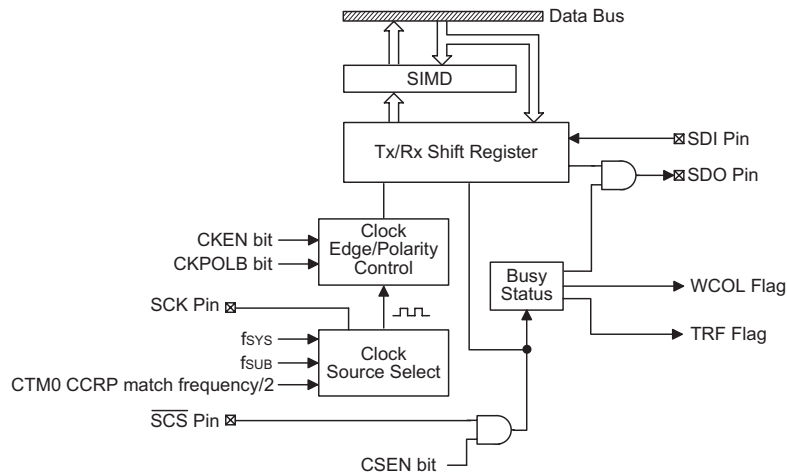 Data Bus
SIMD
Tx/Rx Shift Register
SDI Pin
SDO Pin
CKEN bit
CKPOLB bit
Clock
Edge/Polarity
Control
Busy
Status
WCOL Flag
TRF Flag
SCK Pin
fSYS
fSUB
CTM0 CCRP match frequency/2
Clock
Source Select
SCS Pin
CSEN bit